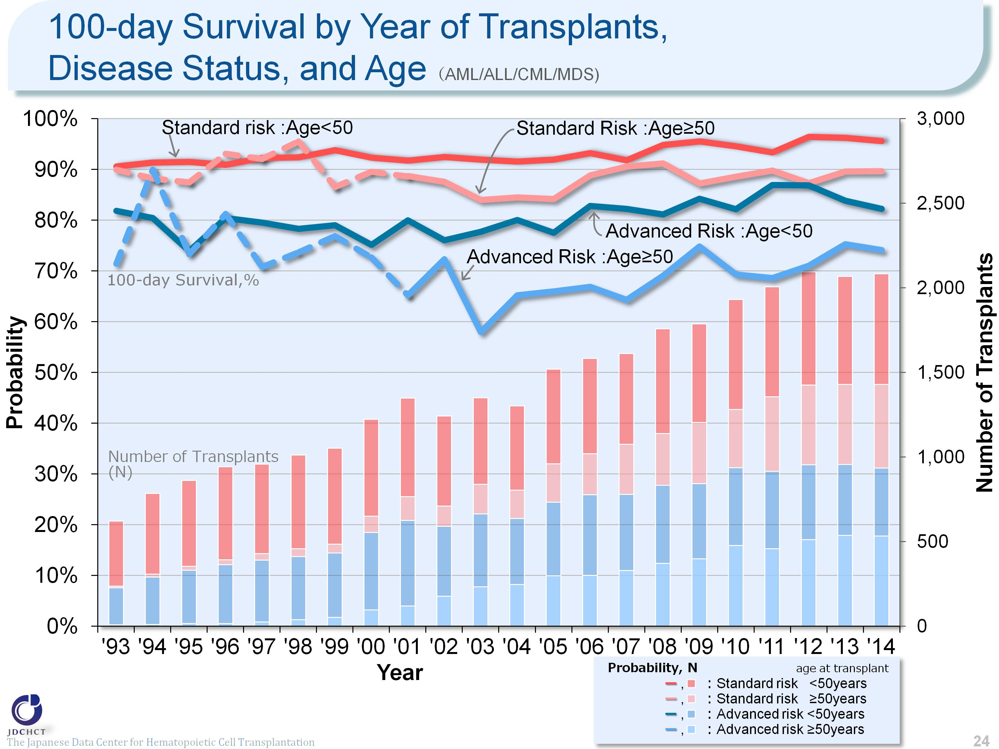 100-day Survival by Year of Transplants,
Disease Status, and Age（AML/ALL/CML/MDS)
100%
90%
80%
70%
60%
50%
40%
30%
20%
10%
0%
Probability
3,000
2,500
2,000
1,500
1,000
500
0
Number of Transplants
Standard risk :Age<50
Standard Risk :Age≥50
Advanced Risk :Age<50
Advanced Risk :Age≥50
100-day Survival,%
Number of Transplants
(N)
'93 '94 '95 '96 '97 '98 '99 '00 '01 '02 '03 '04 '05 '06 '07 '08 '09 '10 '11 '12 '13 '14
Year
Probability, N age at transplant
, : Standard risk <50years
, : Standard risk ≥50years
, : Advanced risk <50years
, : Advanced risk ≥50years
JDCHCT
The Japanese Data Center for Hematopoietic Cell Transplantation
24